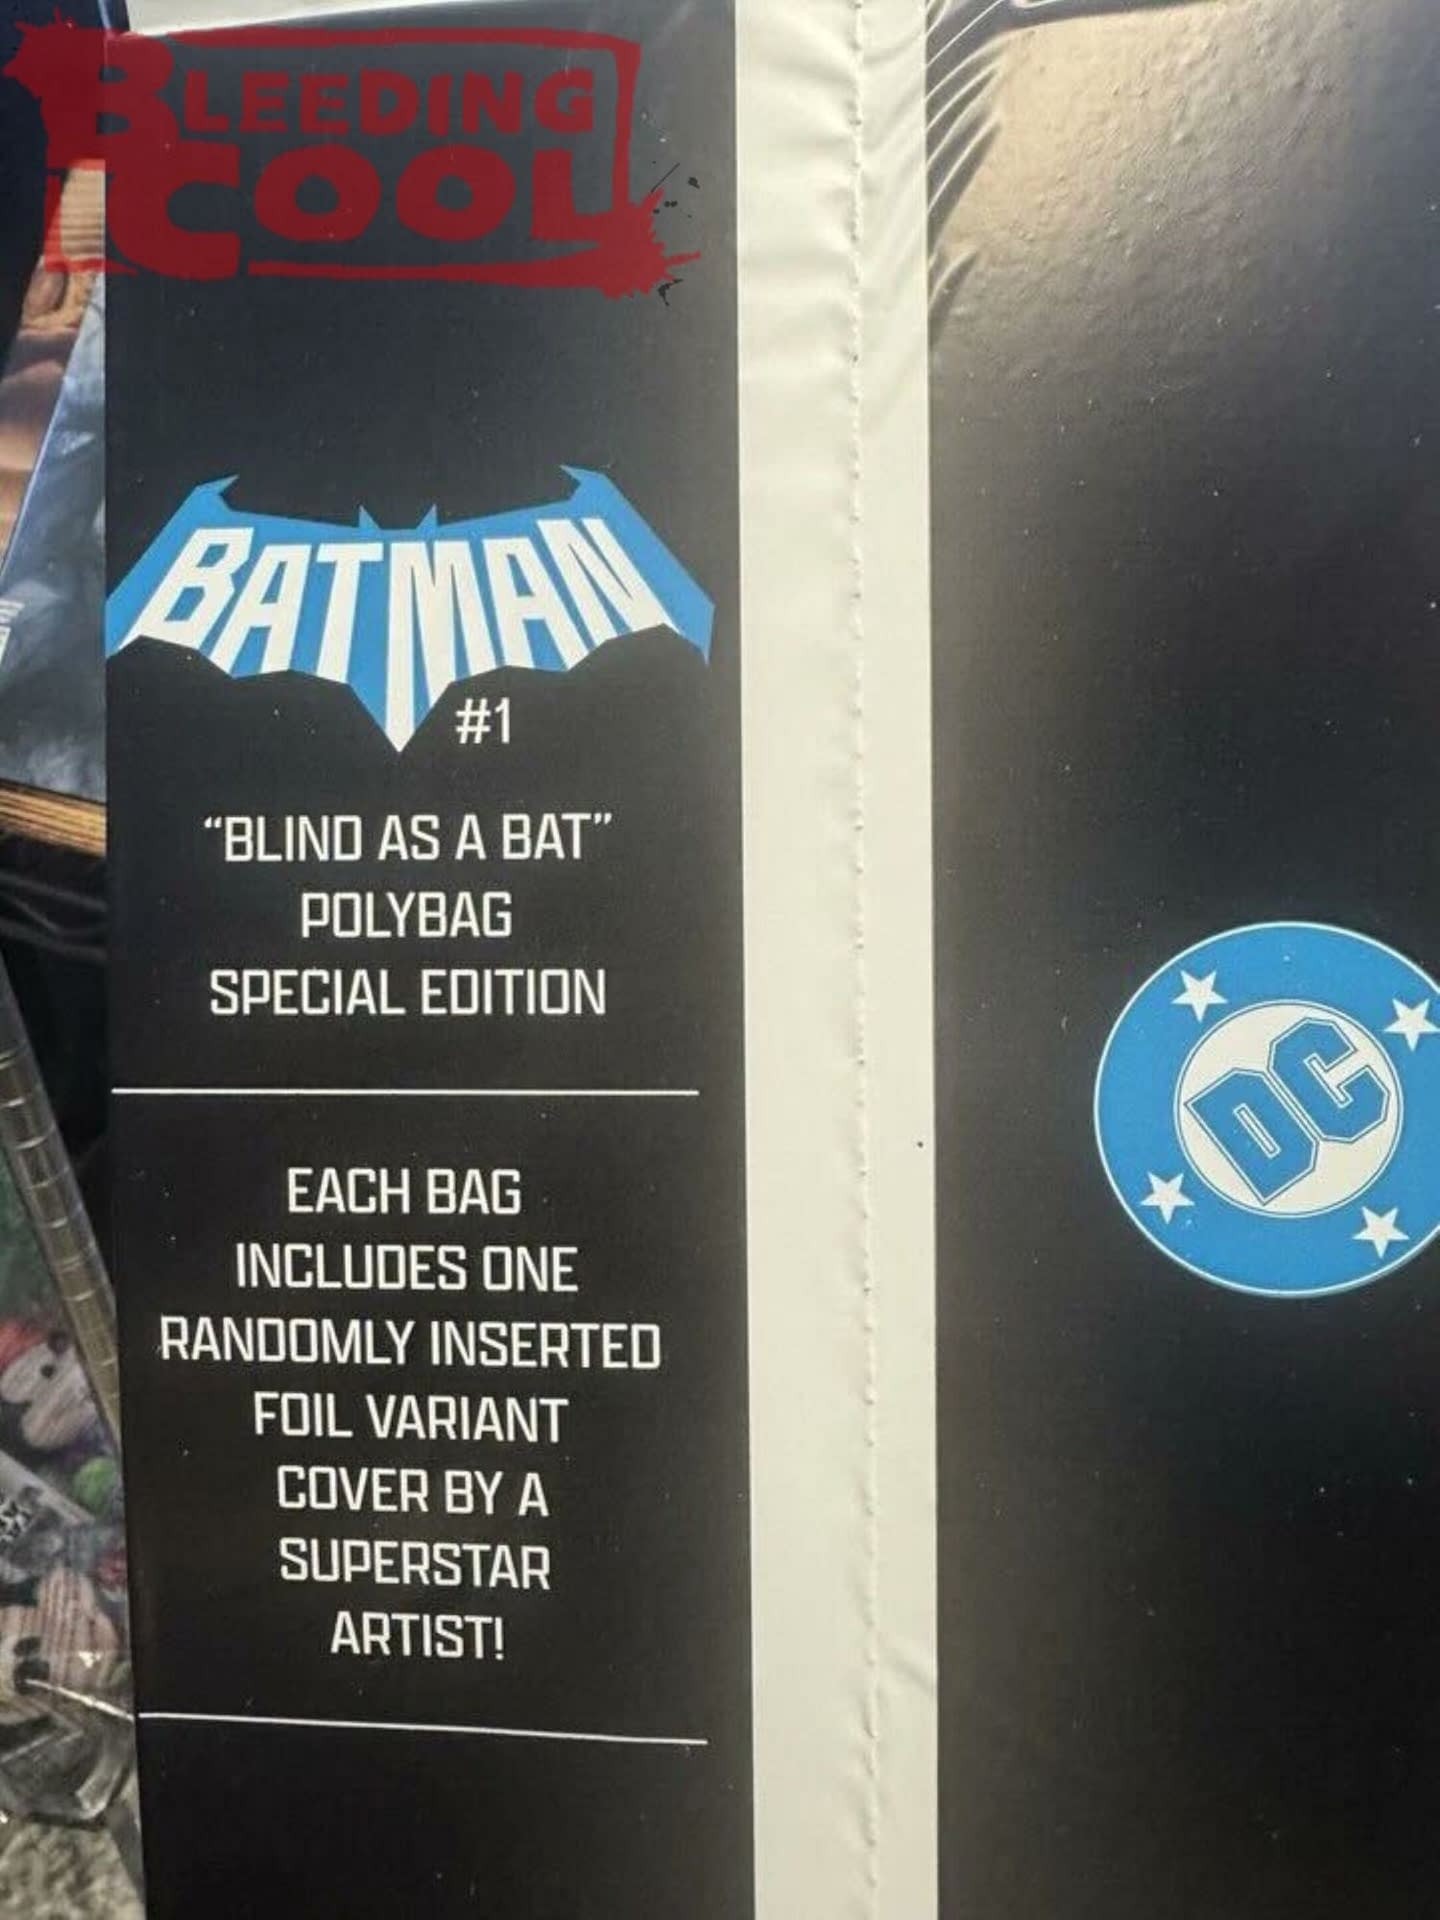 BLEEDING
COOL
BATMAN
#1
“BLIND AS A BAT”
POLYBAG
SPECIAL EDITION
EACH BAG
INCLUDES ONE
RANDOMLY INSERTED
FOIL VARIANT
COVER BY A
SUPERSTAR
ARTIST!
DC